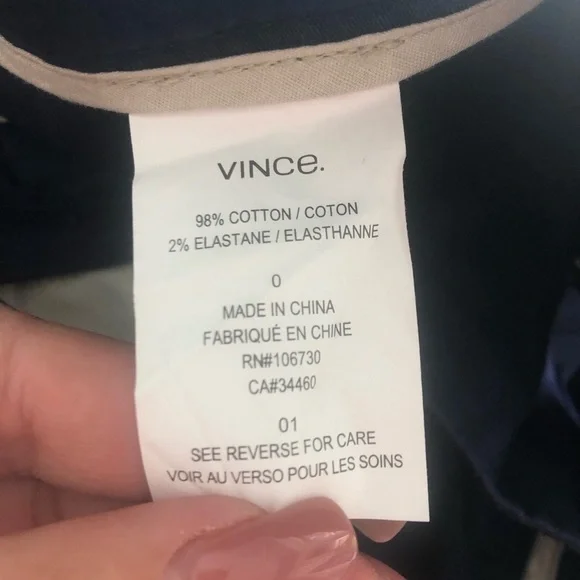 VINCe.
98% COTTON / COTON
2% ELASTANE / ELASTHANNE
0
MADE IN CHINA
FABRIQUÉ EN CHINE
RN#106730
CA#34460
01
SEE REVERSE FOR CARE
VOIR AU VERSO POUR LES SOINS